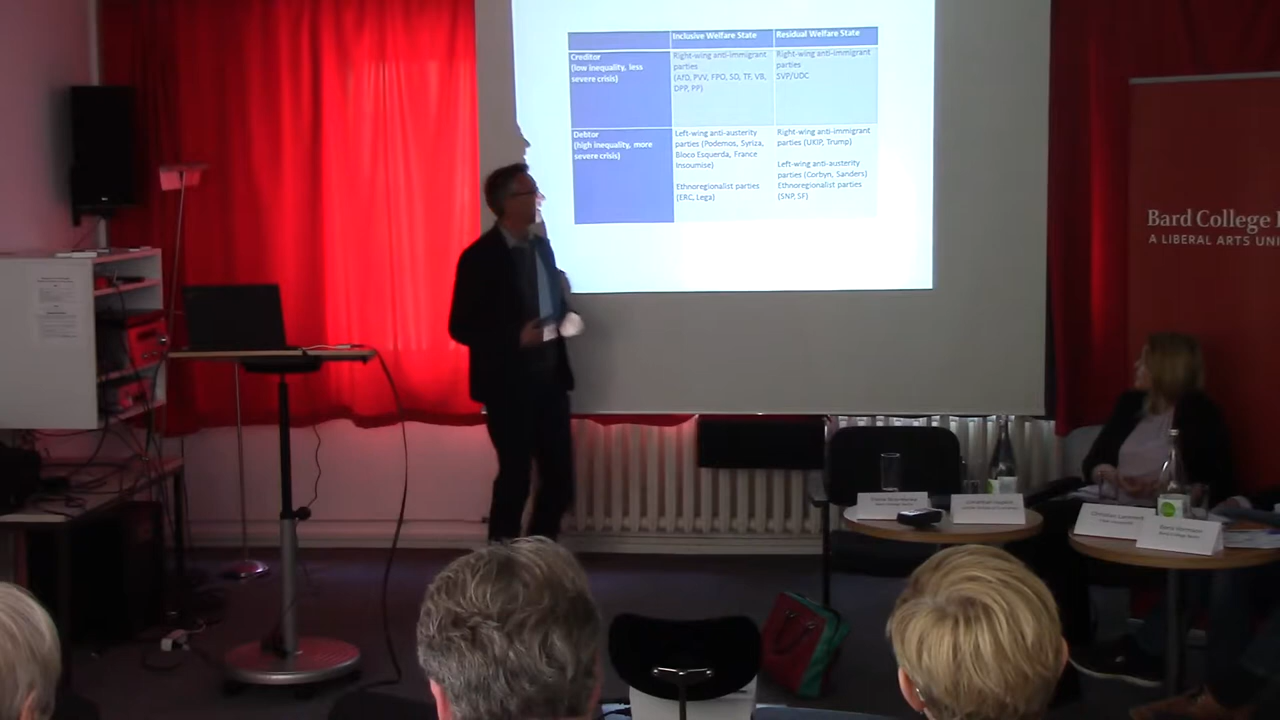 Inclusive Welfare State
Residual Welfare State
Creditor
(low inequality, less
severe crisis)
Right-wing anti-immigrant
parties
(AfD, PVV, FPO, SD, TF, VB,
DPP, PP)
Right-wing anti-immigrant
parties
SVP/UDC
Debtor
(high inequality, more
severe crisis)
Left-wing anti-austerity
parties (Podemos, Syriza,
Bloco Esquerda, France
Insoumise)
Ethnoregionalist parties
(ERC, Lega)
Right-wing anti-immigrant
parties (UKIP, Trump)
Left-wing anti-austerity
parties (Corbyn, Sanders)
Ethnoregionalist parties
(SNP, SF)
Bard College
A LIBERAL ARTS UNI